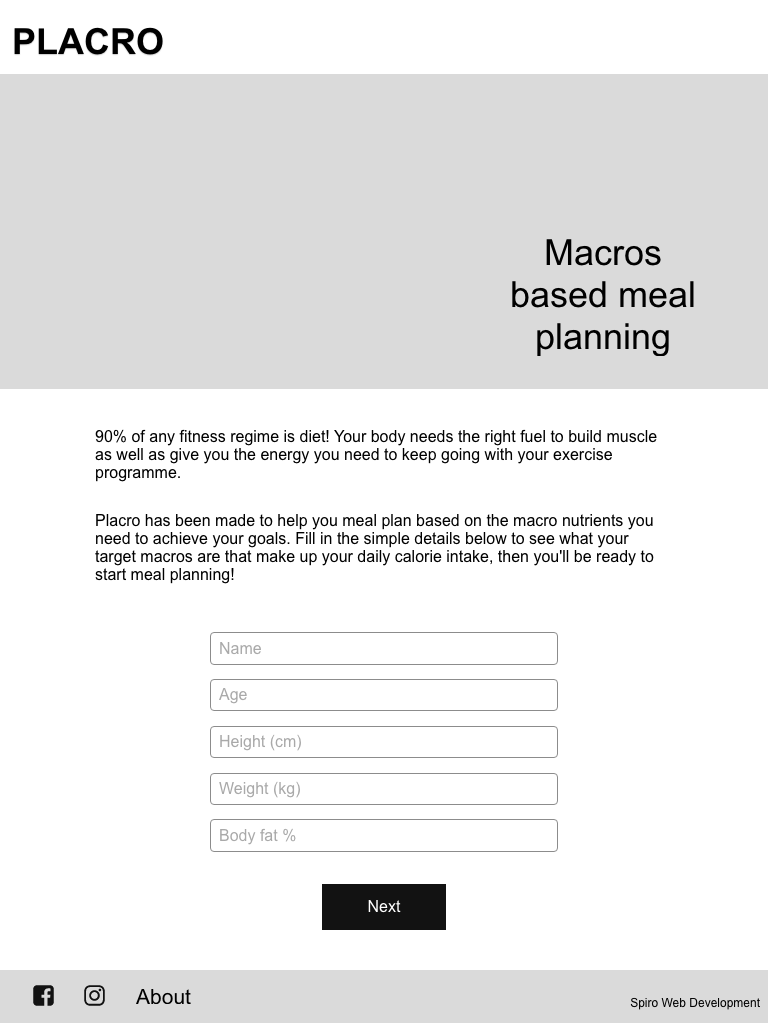 PLACRO
Macros
based meal
planning
90% of any fitness regime is diet! Your body needs the right fuel to build muscle
as well as give you the energy you need to keep going with your exercise
programme.
Placro has been made to help you meal plan based on the macro nutrients you
need to achieve your goals. Fill in the simple details below to see what your
target macros are that make up your daily calorie intake, then you'll be ready to
start meal planning!
Name
Age
Height (cm)
Weight (kg)
Body fat %
Next
About
Spiro Web Development